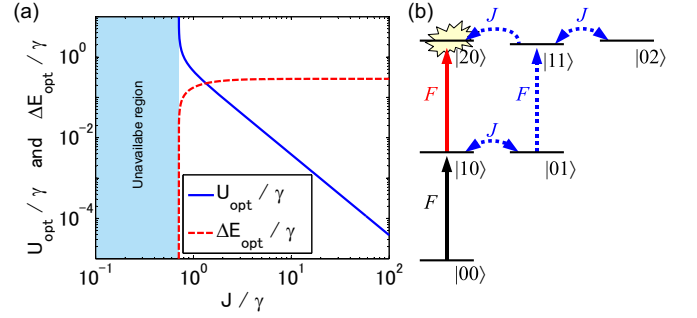 (a)
U_opt / γ and ΔE_opt / γ
10^0
10^-2
10^-4
Unavailabe region
U_opt / γ
ΔE_opt / γ
10^-1
10^0
10^1
10^2
J / γ
(b)
J
J
|20⟩
|11⟩
|02⟩
F
F
J
|10⟩
|01⟩
F
|00⟩